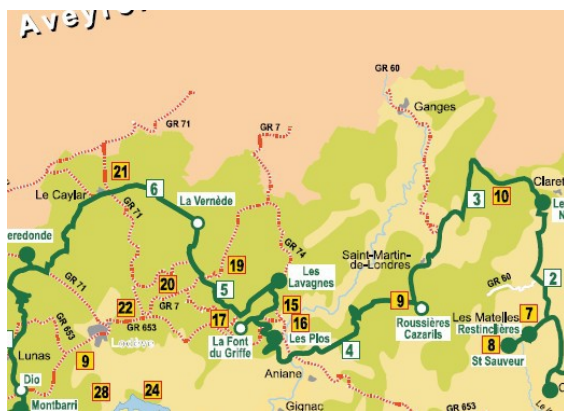 Aveyro
GR 60
Ganges
GR 71
GR 7
21
Le Caylar
6
La Vernède
3
10
Claret
GR 71
GR 74
Saint-Martin-
de-Londres
eredonde
19
Les
Lavagnes
GR 60
2
GR 71
20
5
GR 7
15
9
Les Matelles
7
22
GR 653
17
16
Roussières
Cazarils
Restinclières
GR 653
La Font
du Griffe
Les Plos
8
St Sauveur
Lunas
9
4
Aniane
Dio
28
24
Gignac
Montbarri